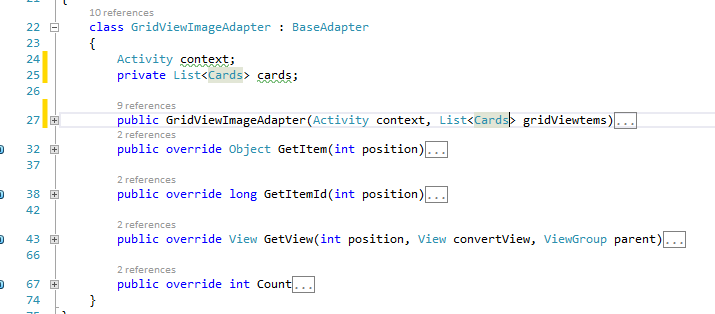 21 {
10 references
22 class GridViewImageAdapter : BaseAdapter
23 {
24 Activity context;
25 private List<Cards> cards;
26
9 references
27 public GridViewImageAdapter(Activity context, List<Cards> gridViewtems)...
2 references
32 public override Object GetItem(int position)...
37
2 references
38 public override long GetItemId(int position)...
42
2 references
43 public override View GetView(int position, View convertView, ViewGroup parent)...
66
2 references
67 public override int Count...
74 }
75 }